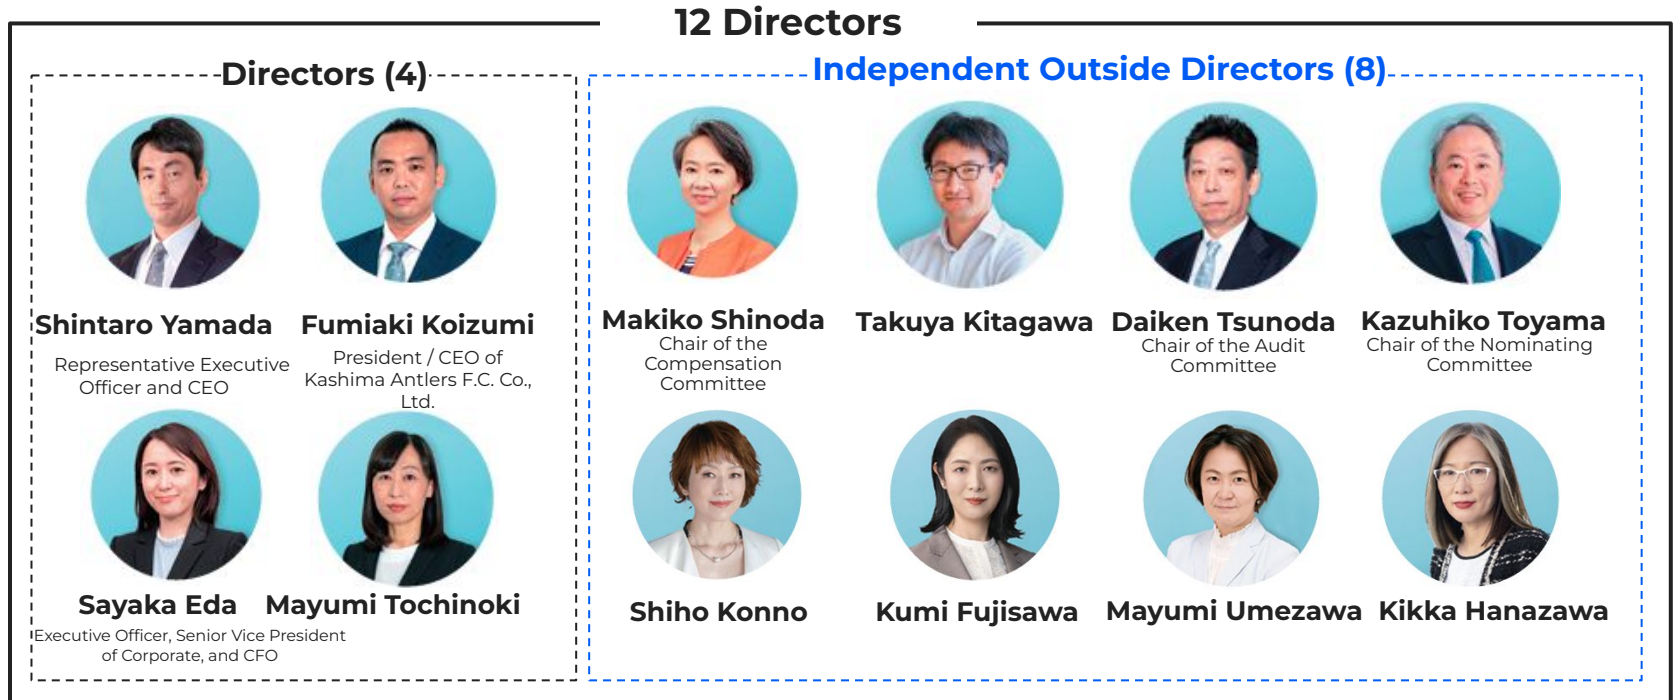 12 Directors
Directors (4)
Shintaro Yamada
Representative Executive
Officer and CEO
Fumiaki Koizumi
President / CEO of
Kashima Antlers F.C. Co.,
Ltd.
Sayaka Eda
Executive Officer, Senior Vice President
of Corporate, and CFO
Mayumi Tochinoki
Independent Outside Directors (8)
Makiko Shinoda
Chair of the
Compensation
Committee
Takuya Kitagawa
Daiken Tsunoda
Chair of the Audit
Committee
Kazuhiko Toyama
Chair of the Nominating
Committee
Shiho Konno
Kumi Fujisawa
Mayumi Umezawa
Kikka Hanazawa